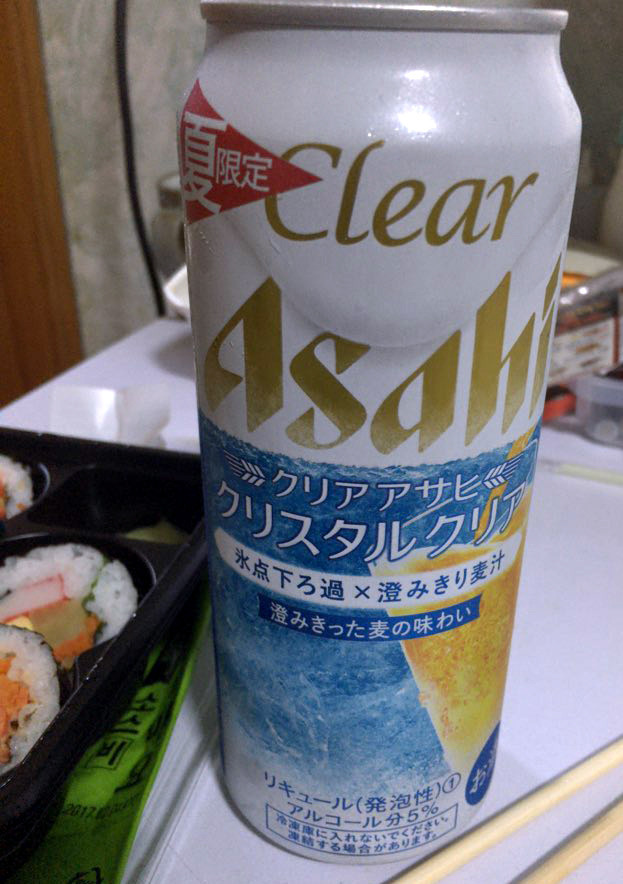 夏限定
Clear
Asahi
クリアアサヒ
クリスタルクリア
氷点下ろ過×澄みきり麦汁
澄みきった麦の味わい
リキュール(発泡性)①
アルコール分5%
冷凍庫に入れないでください。
凍結する場合があります。
お
2017.